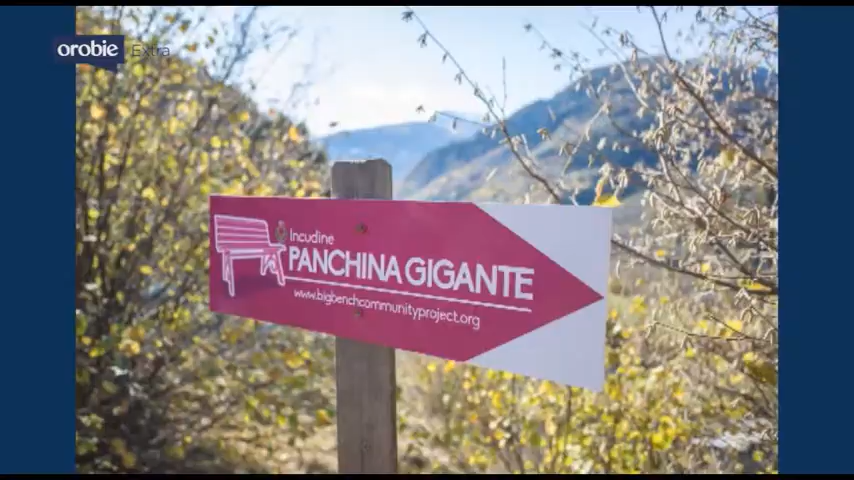 orobie Extra
Incudine
PANCHINA GIGANTE
www.bigbenchcommunityproject.org